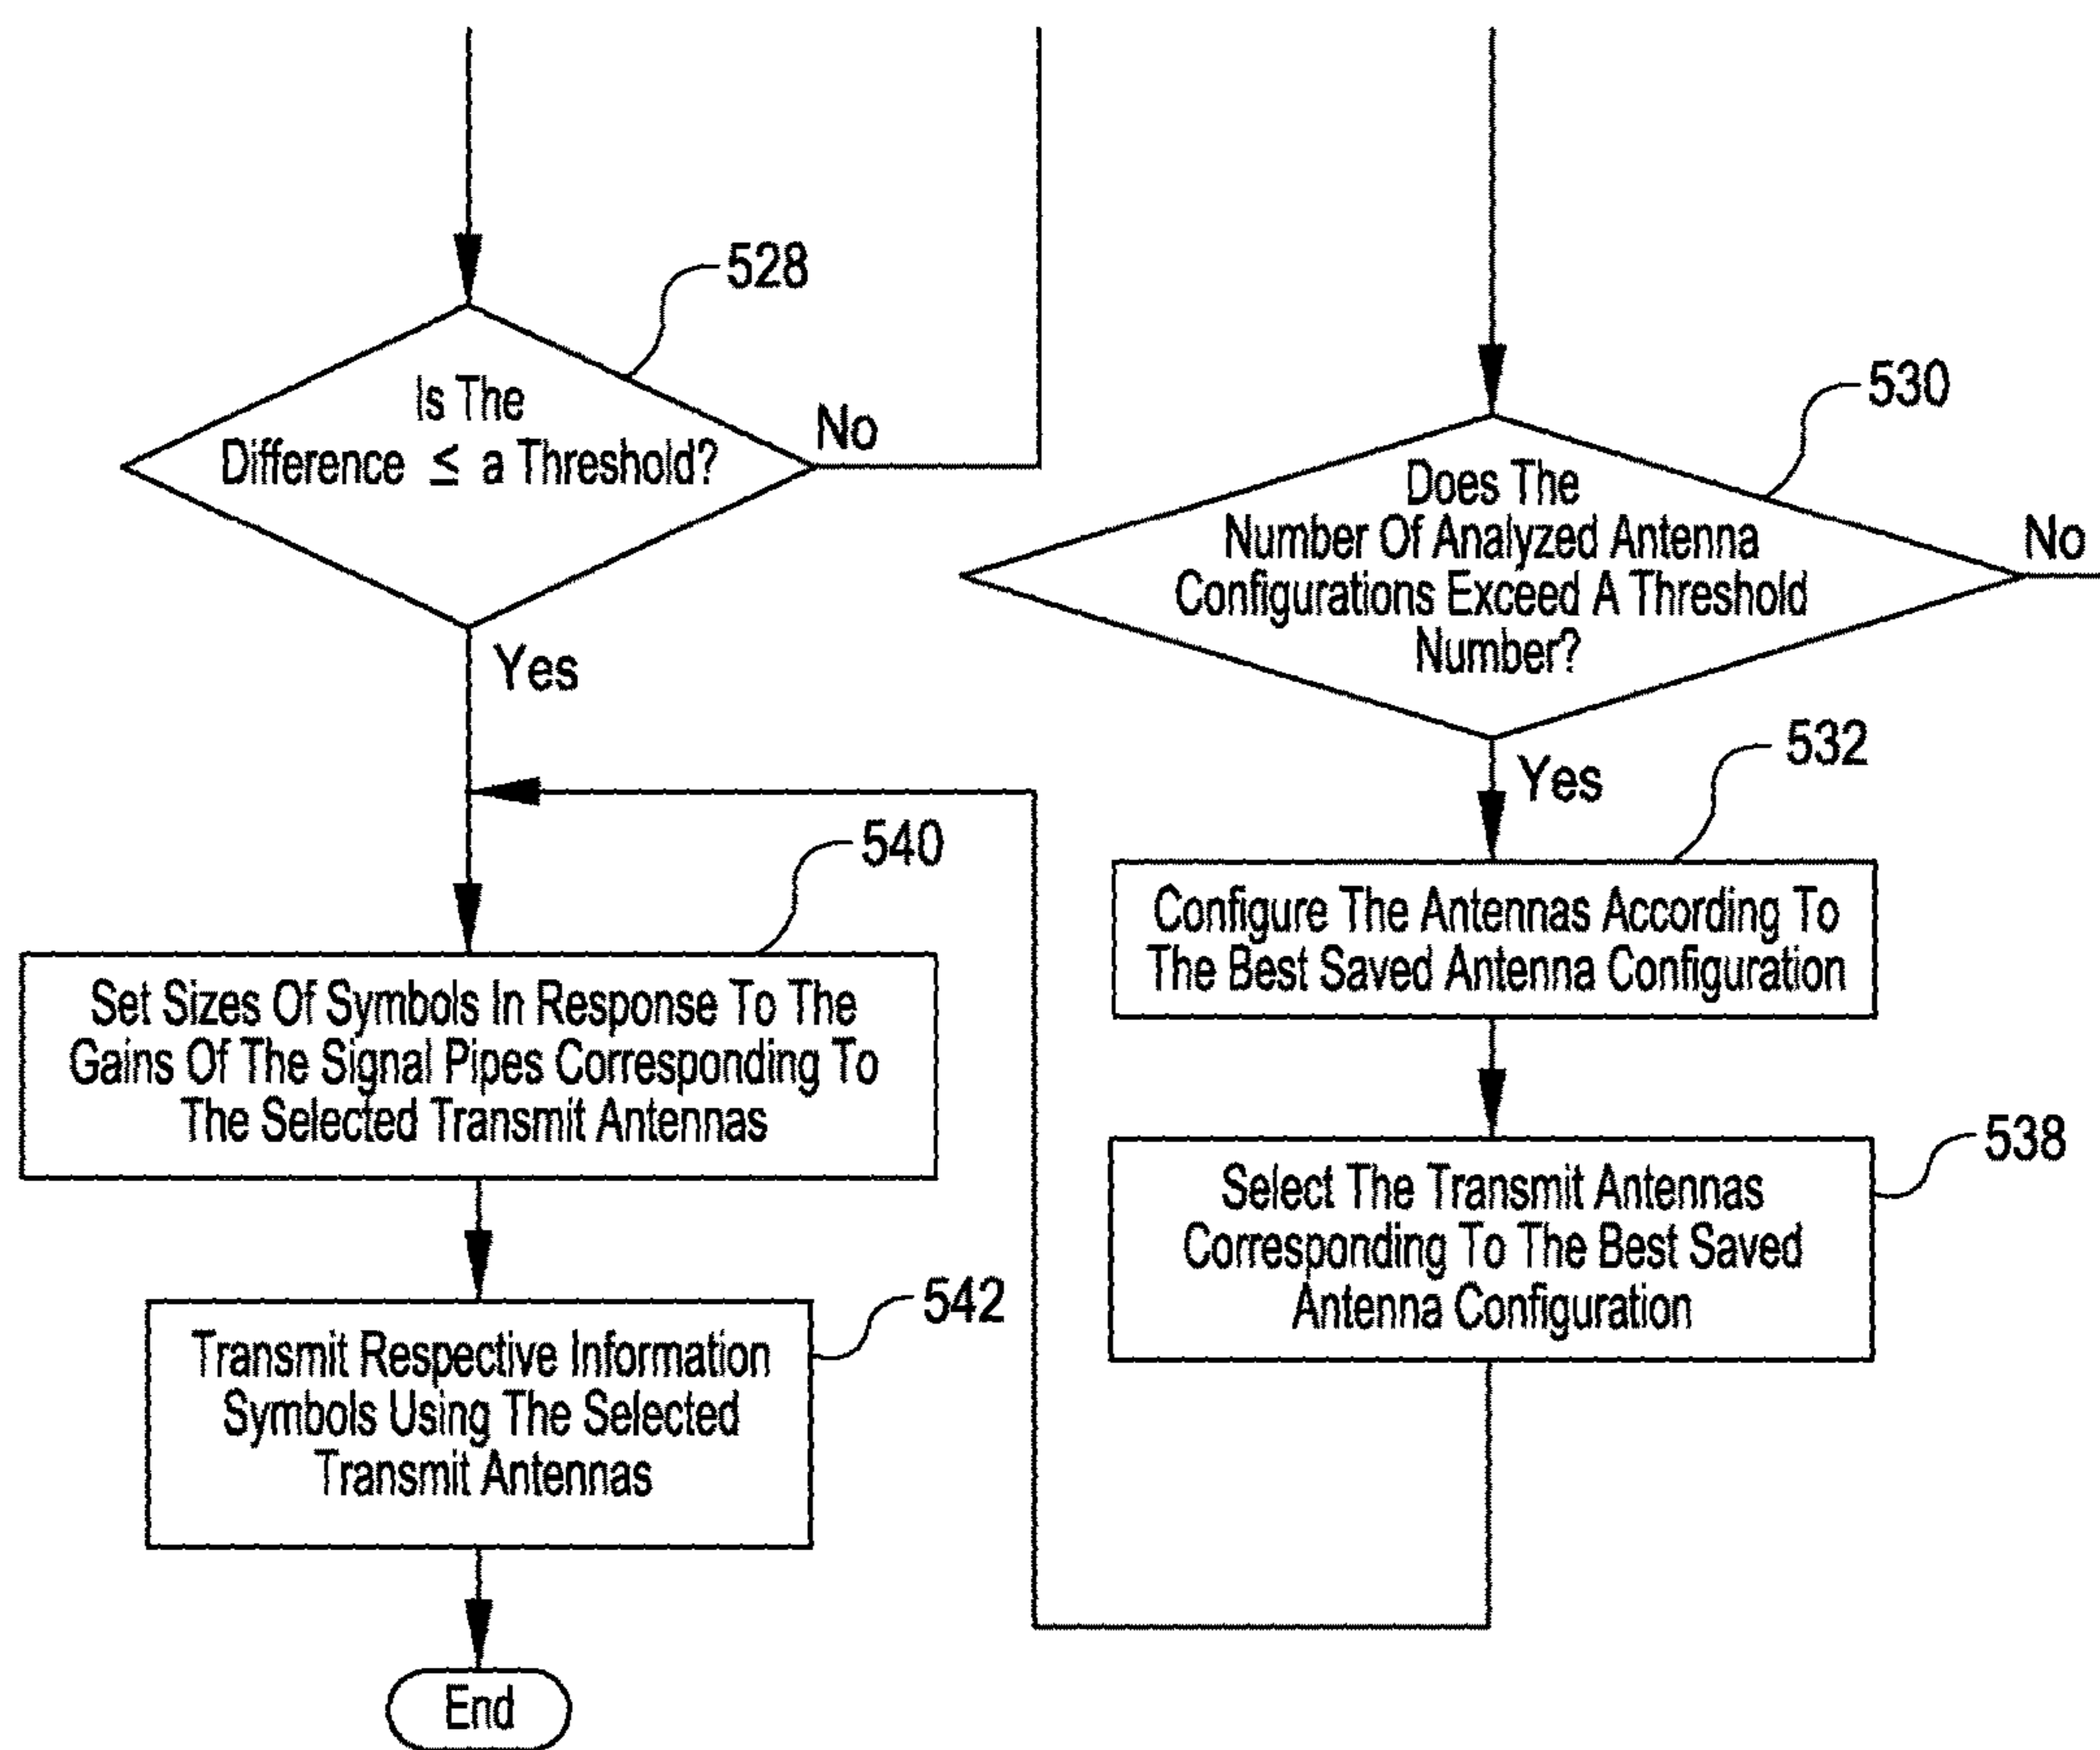 528
Is The
Difference ≤ a Threshold?
No
Yes
530
Does The
Number Of Analyzed Antenna
Configurations Exceed A Threshold
Number?
No
Yes
532
Configure The Antennas According To
The Best Saved Antenna Configuration
540
Set Sizes Of Symbols In Response To The
Gains Of The Signal Pipes Corresponding To
The Selected Transmit Antennas
538
Select The Transmit Antennas
Corresponding To The Best Saved
Antenna Configuration
542
Transmit Respective Information
Symbols Using The Selected
Transmit Antennas
End